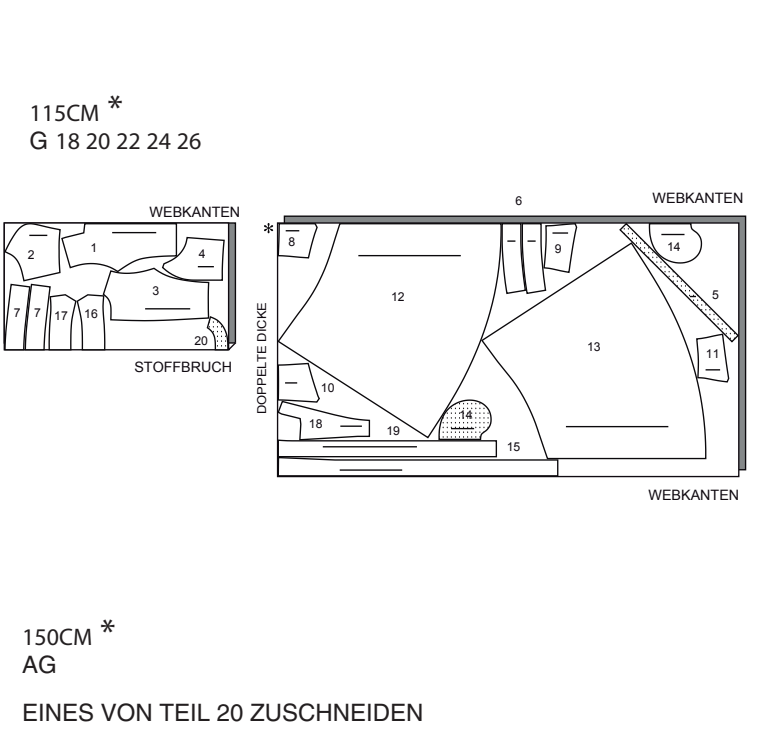 115CM *
G 18 20 22 24 26
WEBKANTEN
2
1
4
3
7
7
17
16
20
STOFFBRUCH
6
WEBKANTEN
*
DOPPELTE DICKE
8
9
14
12
5
13
11
10
18
19
14
15
WEBKANTEN
150CM *
AG
EINES VON TEIL 20 ZUSCHNEIDEN